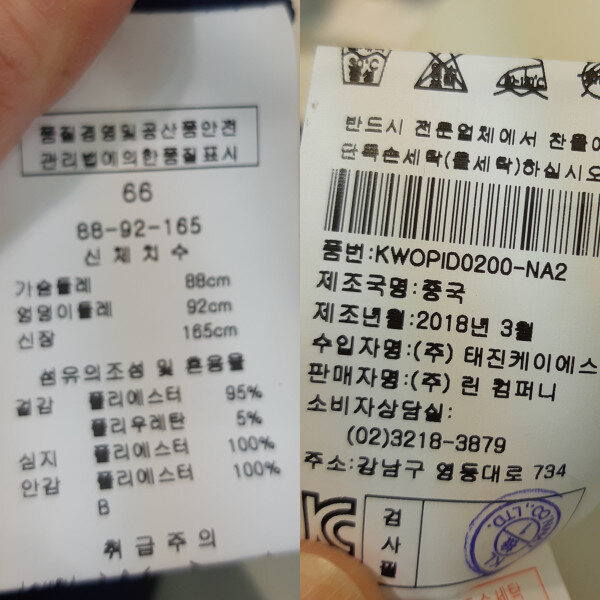 품질경영및공산품안전
관리법에의한품질표시
66
88-92-165
신체치수
가슴둘레 88cm
엉덩이둘레 92cm
신장 165cm
섬유의조성 및 혼용율
겉감 폴리에스터 95%
폴리우레탄 5%
심지 폴리에스터 100%
안감 폴리에스터 100%
B
취급주의
반드시 전문업체에서 찬물에
단독손세탁(물세탁)하십시오
품번:KWOPID0200-NA2
제조국명:중국
제조년월:2018년 3월
수입자명:(주) 태진케이에스
판매자명:(주) 린 컴퍼니
소비자상담실:
(02)3218-3879
주소:강남구 영동대로 734
검
사
필
CO.,LTD.